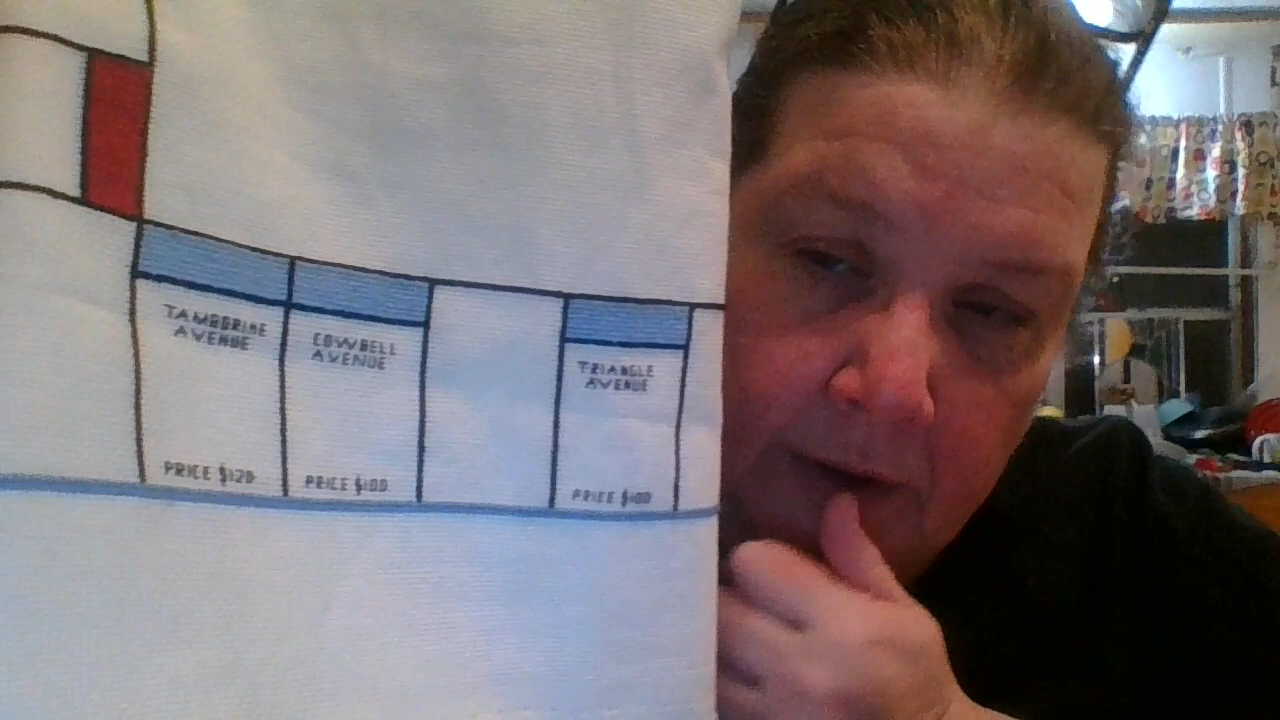 TAMBORINE
AVENUE
PRICE $120
COWBELL
AVENUE
PRICE $100
TRIANGLE
AVENUE
PRICE $100